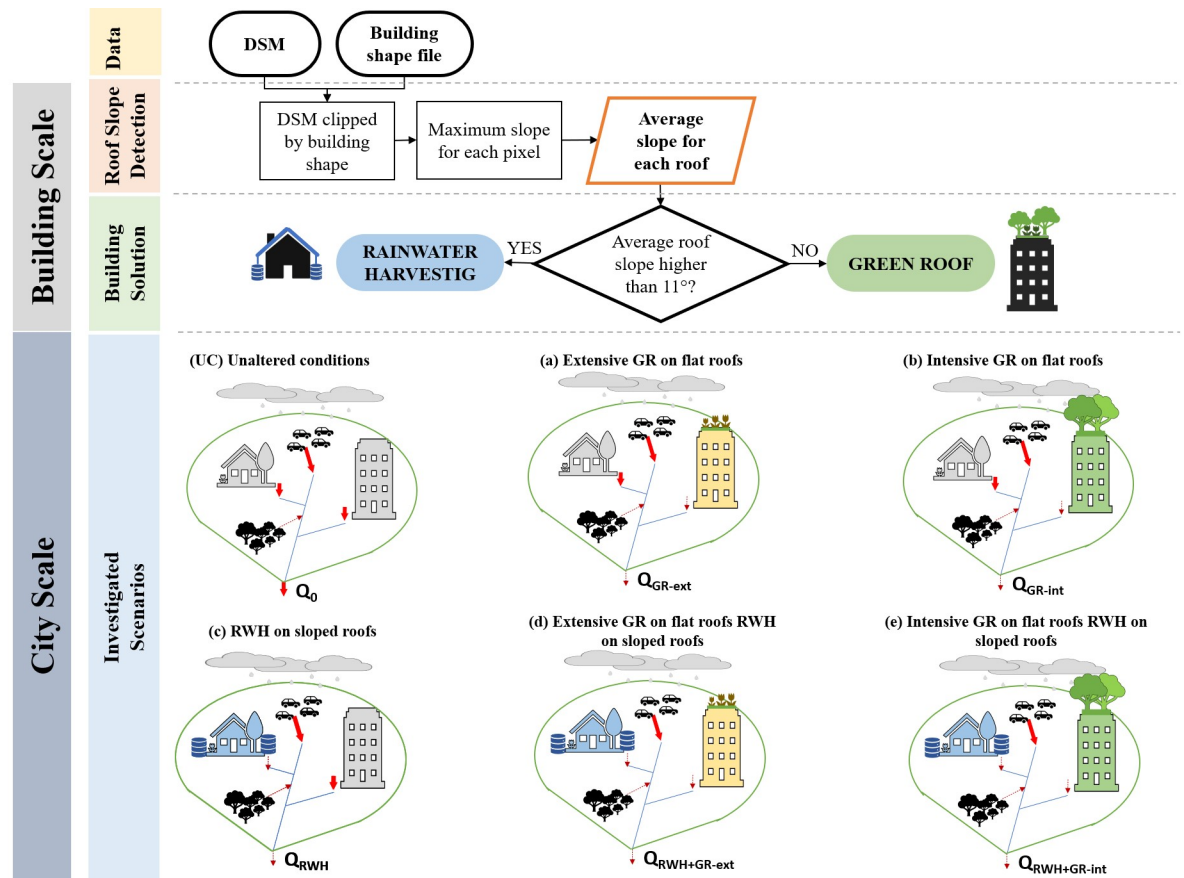 Data
DSM
Building
shape file
Building Scale
Roof Slope
Detection
DSM clipped
by building
shape
Maximum slope
for each pixel
Average
slope for
each roof
Building
Solution
RAINWATER
HARVESTIG
YES
Average roof
slope higher
than 11°?
NO
GREEN ROOF
City Scale
Investigated
Scenarios
(UC) Unaltered conditions
Q0
(a) Extensive GR on flat roofs
QGR-ext
(b) Intensive GR on flat roofs
QGR-int
(c) RWH on sloped roofs
QRWH
(d) Extensive GR on flat roofs RWH
on sloped roofs
QRWH+GR-ext
(e) Intensive GR on flat roofs RWH on
sloped roofs
QRWH+GR-int